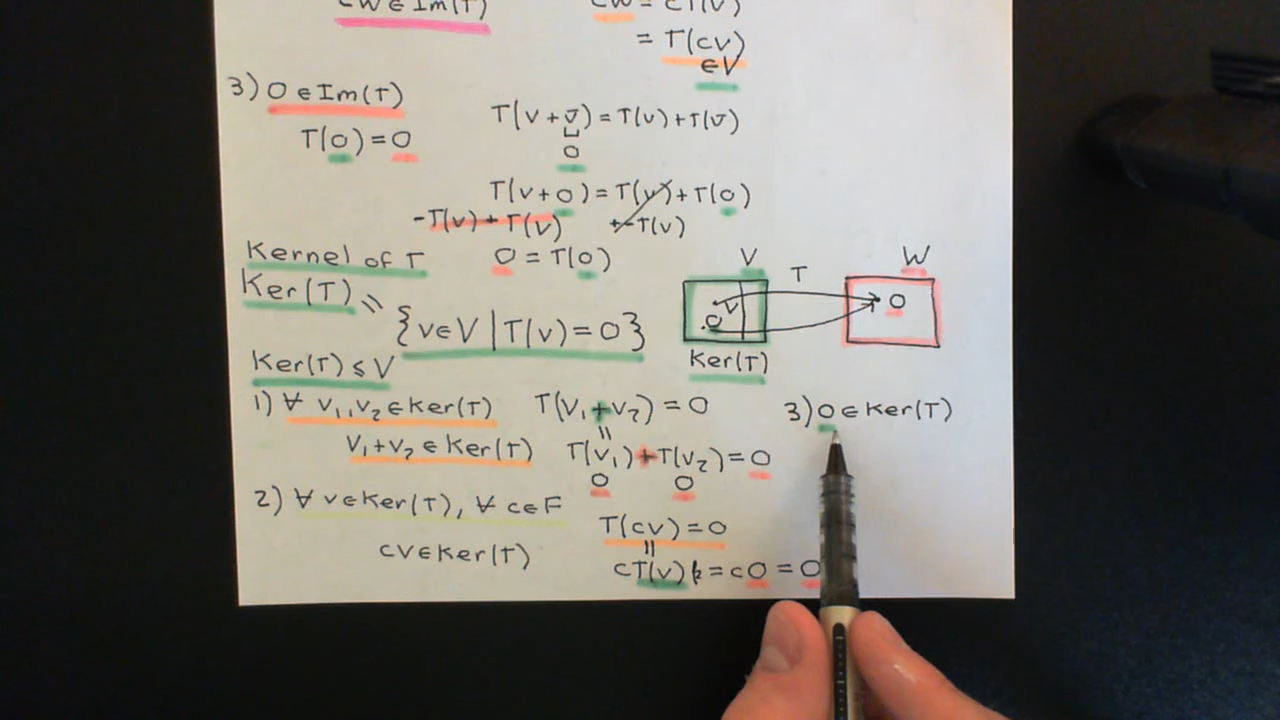 cw ∈ Im(T)
cw = cT(v)
= T(cv)
∈V
3) 0 ∈ Im(T)
T(0) = 0
T(v + v) = T(v) + T(v)
0
T(v + 0) = T(v) + T(0)
-T(v) + T(v) + -T(v)
0 = T(0)
Kernel of T
Ker(T) =
{v∈V | T(v) = 0}
V T W
0 V 0
Ker(T)
Ker(T) ≤ V
1) ∀ v₁,v₂ ∈ Ker(T)
v₁+v₂ ∈ Ker(T)
T(v₁+v₂) = 0
=
T(v₁) + T(v₂) = 0
0 0
2) ∀ v∈Ker(T), ∀ c∈F
cv∈Ker(T)
T(cv) = 0
=
cT(v) = c0 = 0
3) 0 ∈ Ker(T)